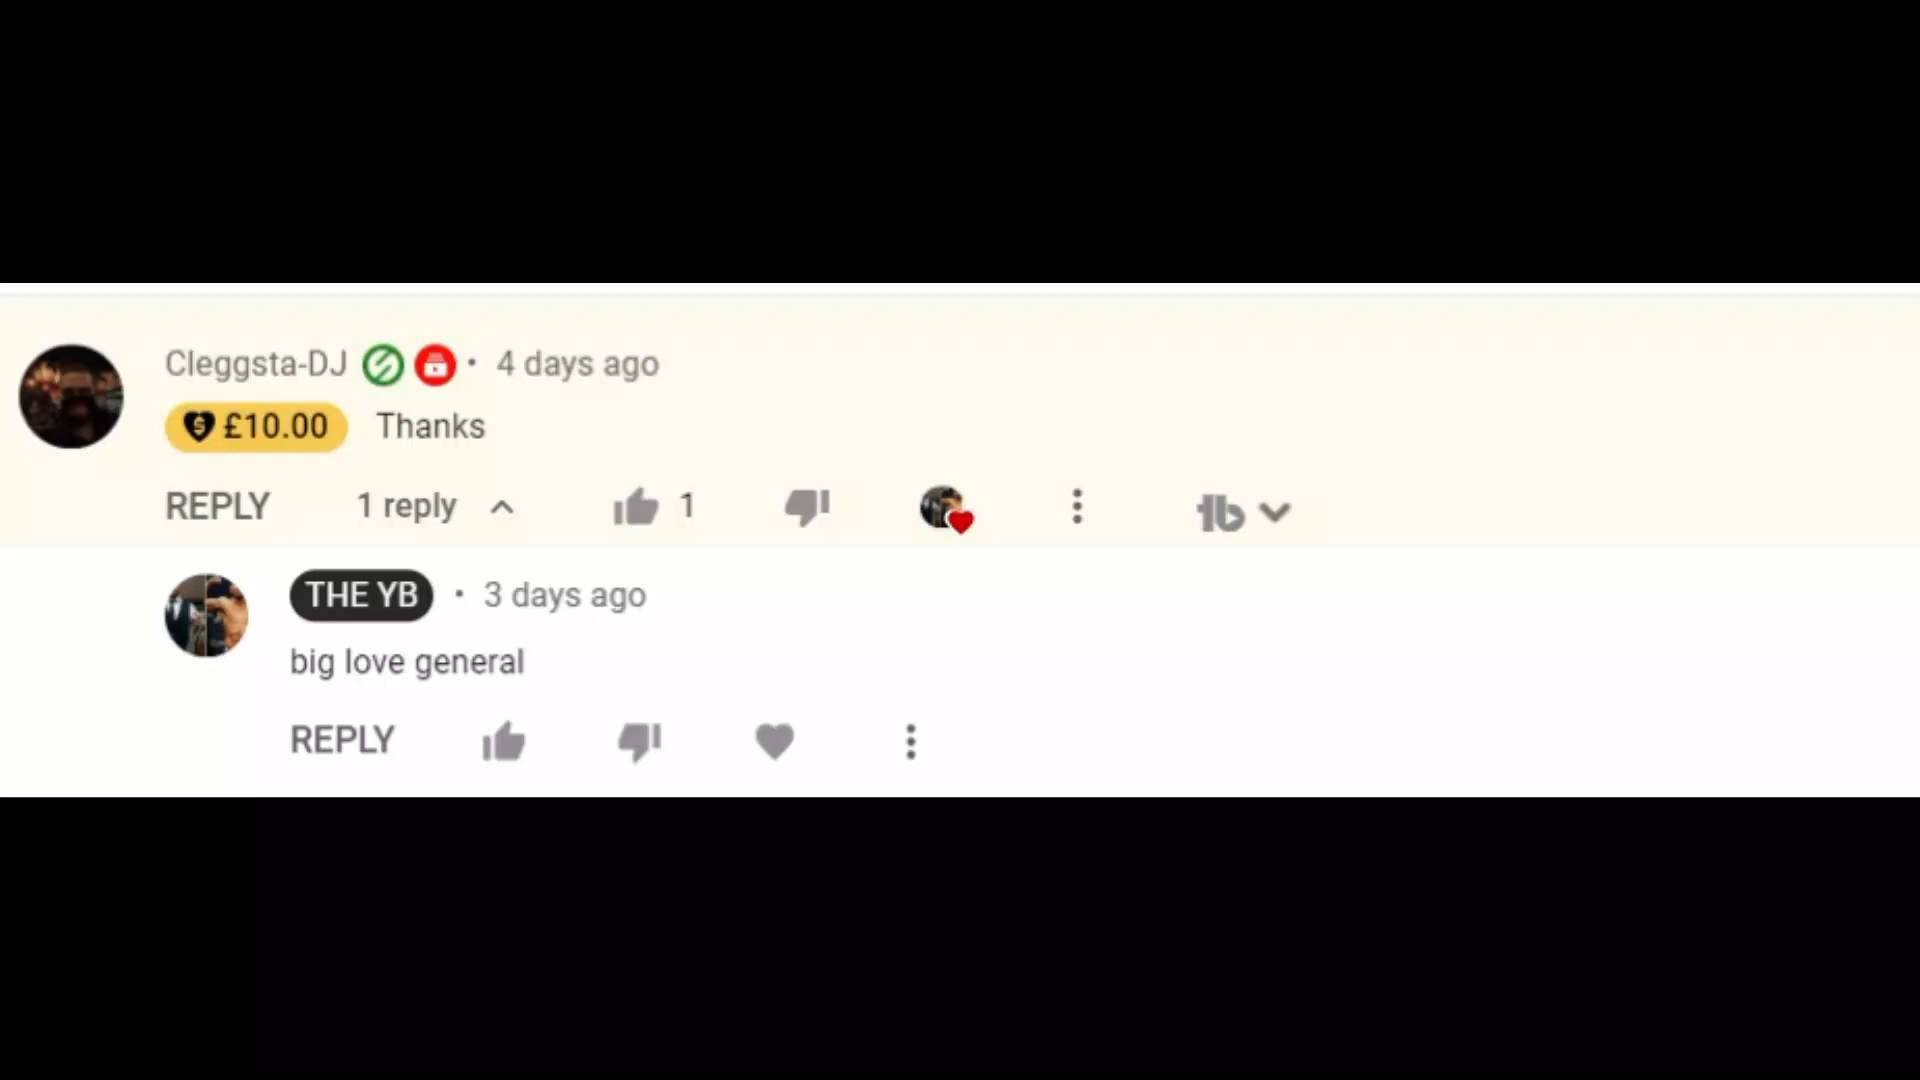 Cleggsta-DJ • 4 days ago
£10.00 Thanks
REPLY 1 reply 1
THE YB • 3 days ago
big love general
REPLY